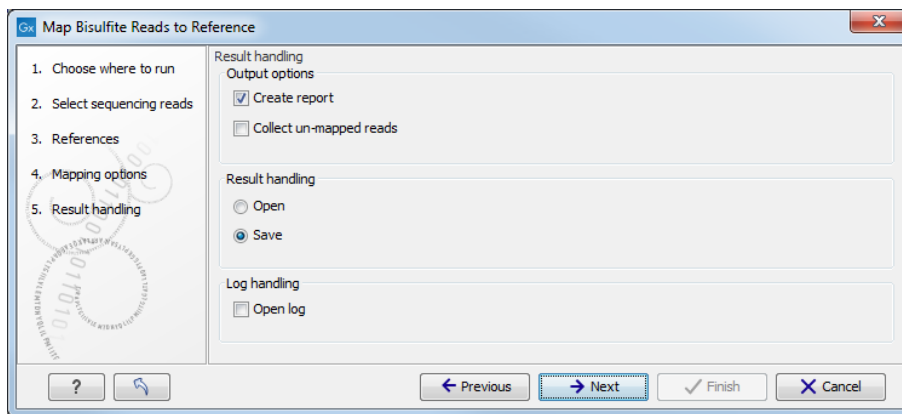 Gx Map Bisulfite Reads to Reference
1. Choose where to run
2. Select sequencing reads
3. References
4. Mapping options
5. Result handling
Result handling
Output options
Create report
Collect un-mapped reads
Result handling
Open
Save
Log handling
Open log
?
Previous
Next
Finish
Cancel